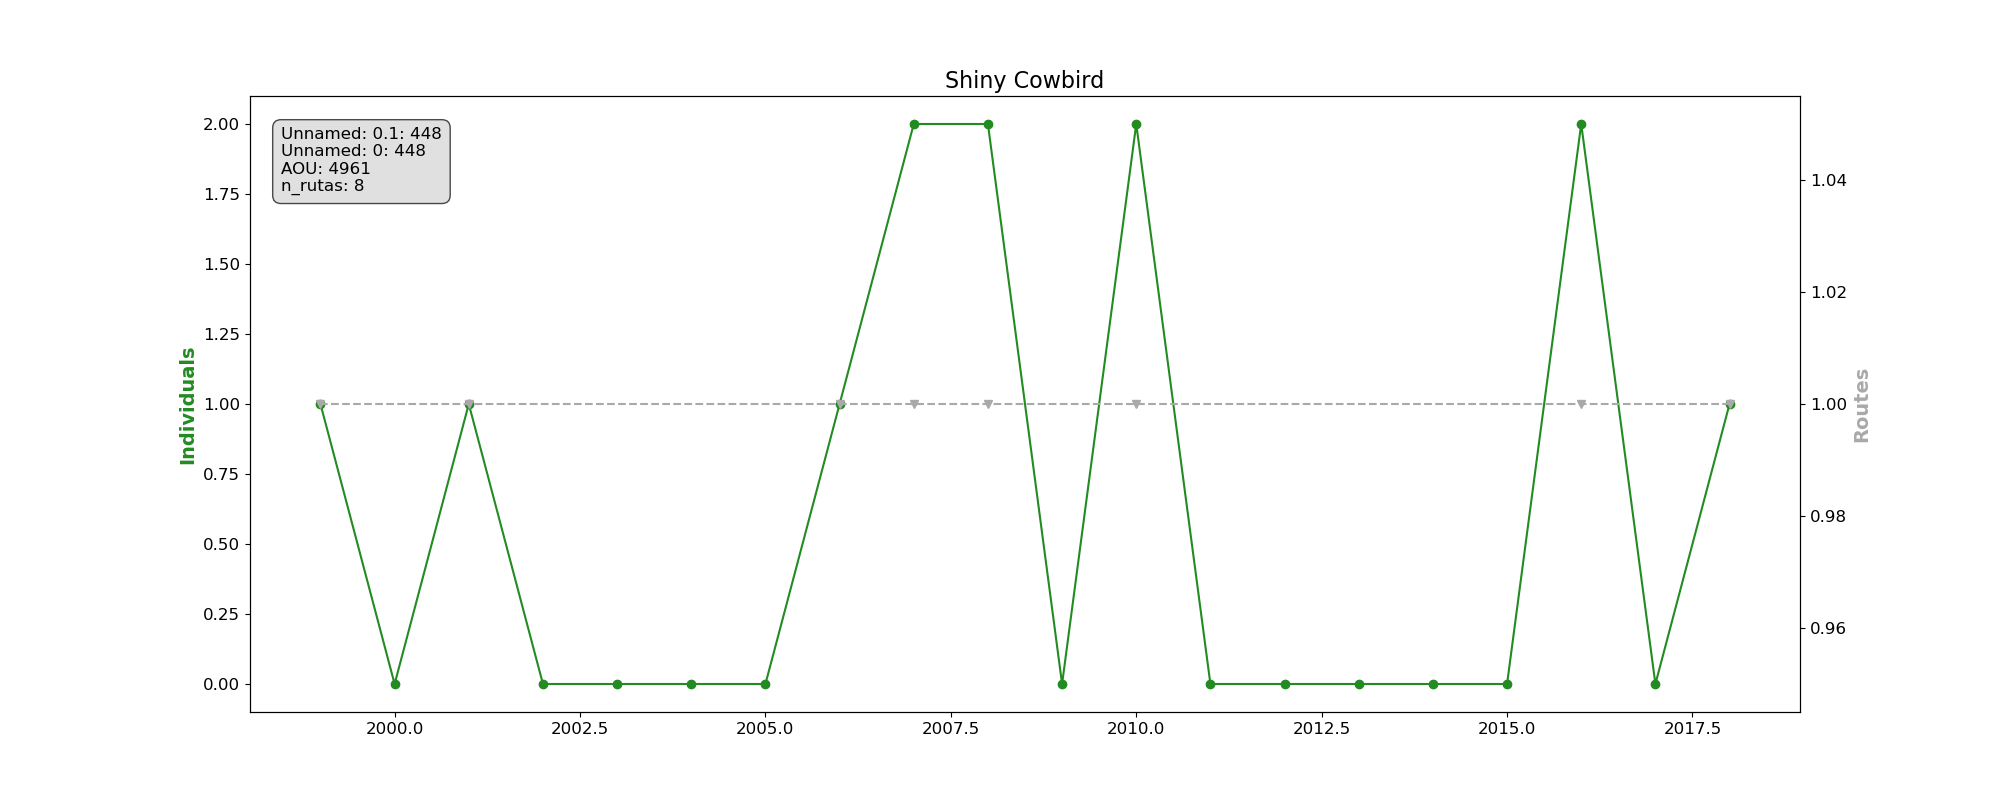 Shiny Cowbird
Unnamed: 0.1: 448
Unnamed: 0: 448
AOU: 4961
n_rutas: 8
Individuals
2.00
1.75
1.50
1.25
1.00
0.75
0.50
0.25
0.00
1.04
1.02
1.00
0.98
0.96
Routes
2000.0 2002.5 2005.0 2007.5 2010.0 2012.5 2015.0 2017.5